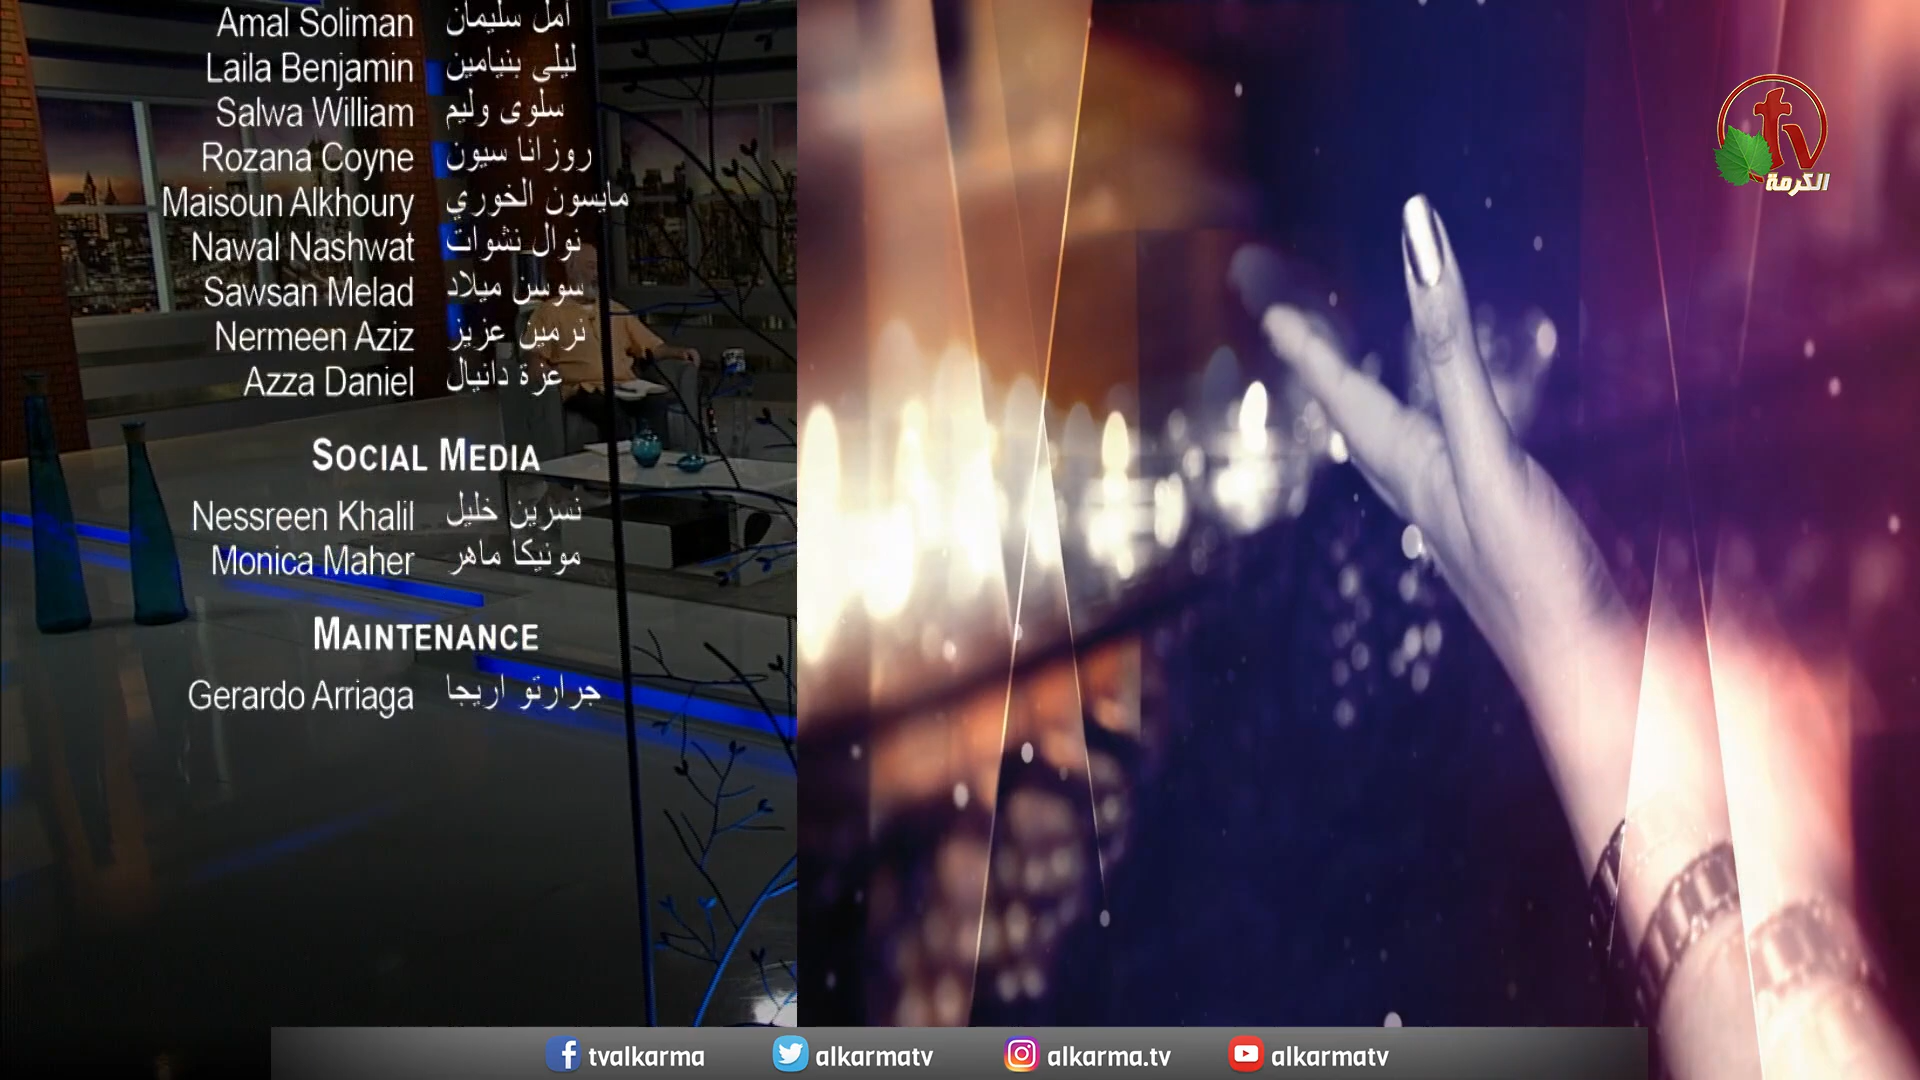 Amal Soliman أمل سليمان
Laila Benjamin ليلى بنيامين
Salwa William سلوى وليم
Rozana Coyne روزانا سيون
Maisoun Alkhoury مايسون الخوري
Nawal Nashwat نوال نشوات
Sawsan Melad سوسن ميلاد
Nermeen Aziz نرمين عزيز
Azza Daniel عزة دانيال
SOCIAL MEDIA
Nessreen Khalil نسرين خليل
Monica Maher مونيكا ماهر
MAINTENANCE
Gerardo Arriaga جرارتو اريجا
tv
الكرمة
tvalkarma
alkarmatv
alkarma.tv
alkarmatv